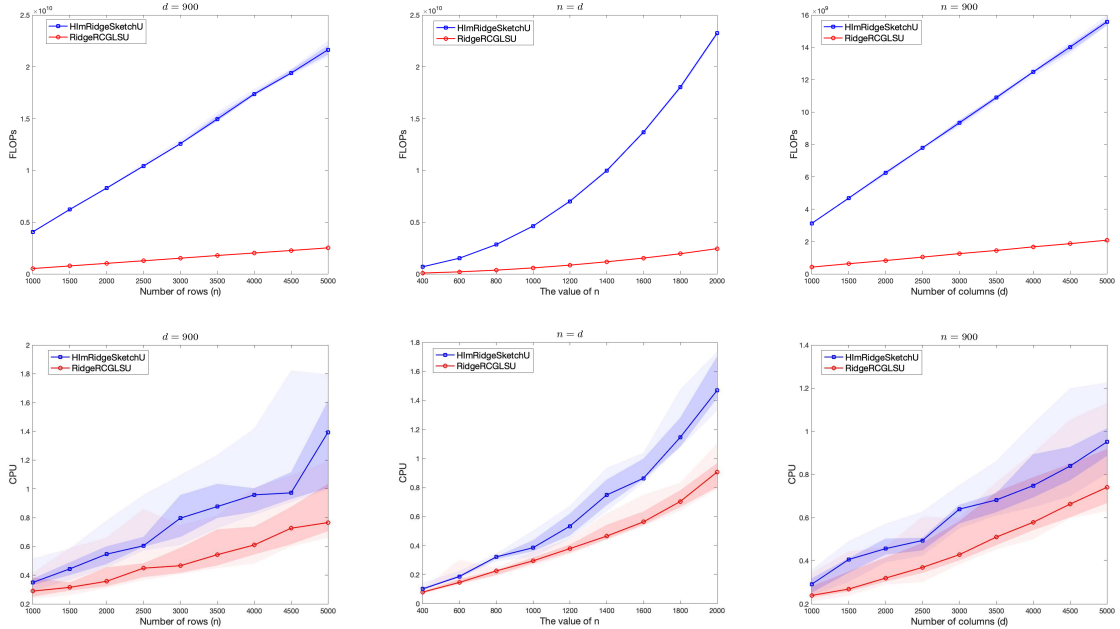 d = 900
×10^10
HImRidgeSketchU
RidgeRCGLSU
FLOPs
2.5
2
1.5
1
0.5
0
1000 1500 2000 2500 3000 3500 4000 4500 5000
Number of rows (n)
n = d
×10^10
HImRidgeSketchU
RidgeRCGLSU
FLOPs
2.5
2
1.5
1
0.5
0
400 600 800 1000 1200 1400 1600 1800 2000
The value of n
n = 900
×10^9
HImRidgeSketchU
RidgeRCGLSU
FLOPs
16
14
12
10
8
6
4
2
0
1000 1500 2000 2500 3000 3500 4000 4500 5000
Number of columns (d)
d = 900
HImRidgeSketchU
RidgeRCGLSU
CPU
2
1.8
1.6
1.4
1.2
1
0.8
0.6
0.4
0.2
1000 1500 2000 2500 3000 3500 4000 4500 5000
Number of rows (n)
n = d
HImRidgeSketchU
RidgeRCGLSU
CPU
1.8
1.6
1.4
1.2
1
0.8
0.6
0.4
0.2
0
400 600 800 1000 1200 1400 1600 1800 2000
The value of n
n = 900
HImRidgeSketchU
RidgeRCGLSU
CPU
1.4
1.2
1
0.8
0.6
0.4
0.2
1000 1500 2000 2500 3000 3500 4000 4500 5000
Number of columns (d)